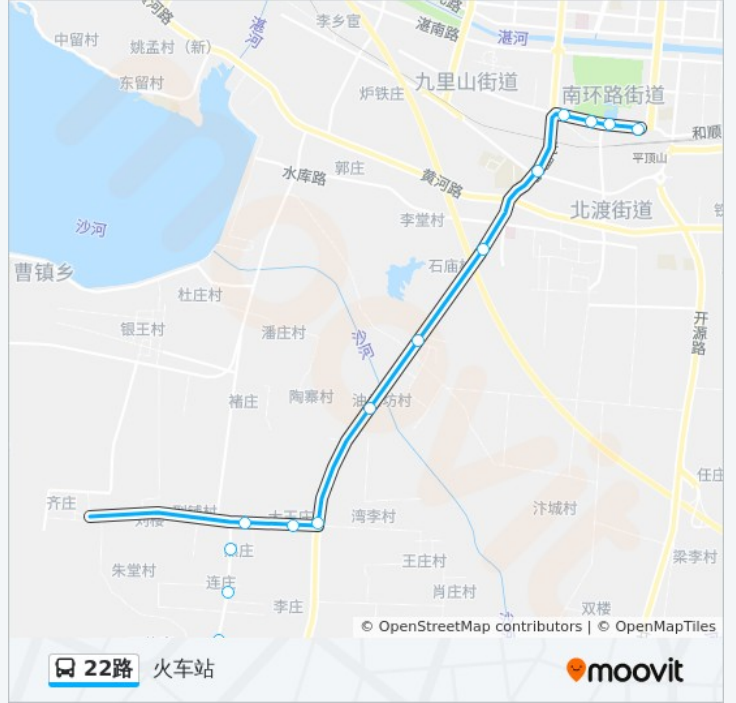 黄河路
湛河
李乡宦
湛南路
湛河
中留村
姚孟村（新）
东留村
炉铁庄
九里山街道
南环路街道
和顺
平顶山
水库路
郭庄
黄河路
北渡街道
李堂村
沙河
曹镇乡
石庙
杜庄村
银王村
潘庄村
沙河
开源路
褚庄
陶寨村
坊村
任庄
齐庄
湾李村
汴城村
王庄村
梁李村
朱堂村
连庄
肖庄村
李庄
双楼
© OpenStreetMap contributors | © OpenMapTiles
22路 火车站
moovit